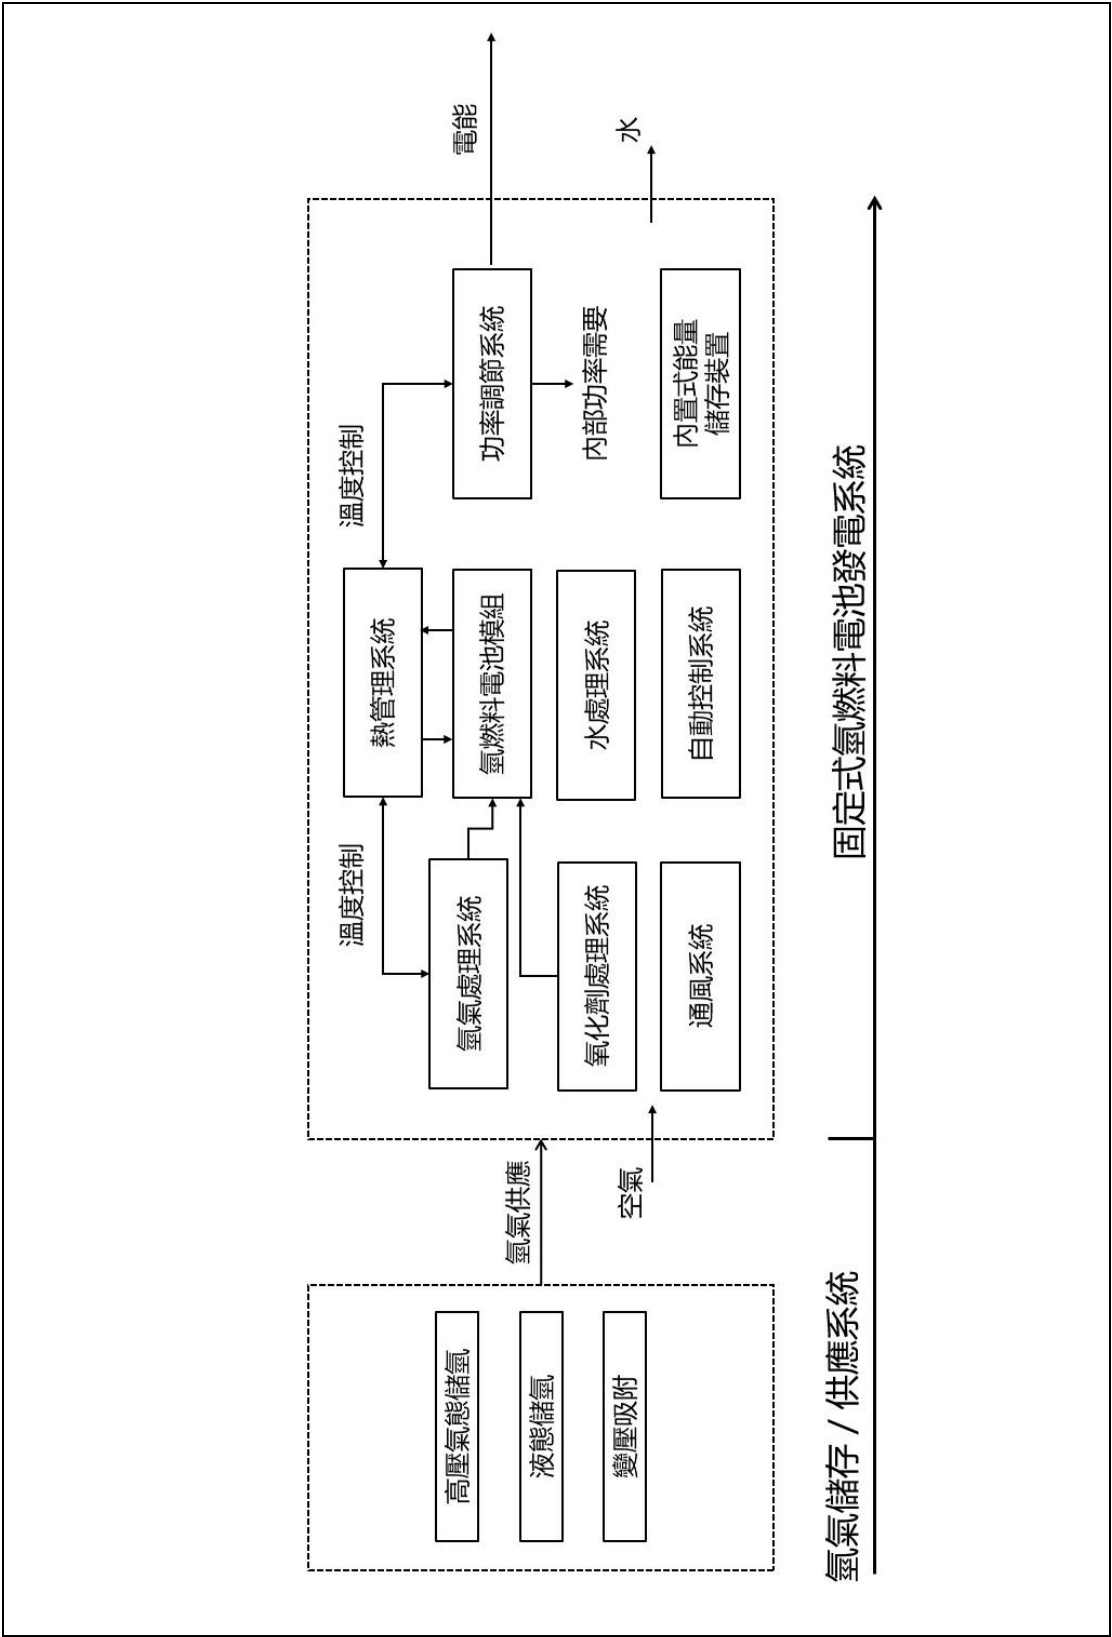 高壓氣態儲氫
液態儲氫
變壓吸附
氫氣供應
空氣
溫度控制
溫度控制
熱管理系統
氫氣處理系統
氫燃料電池模組
功率調節系統
電能
氧化劑處理系統
水處理系統
內部功率需要
水
通風系統
自動控制系統
內置式能量
儲存裝置
氫氣儲存 / 供應系統
固定式氫燃料電池發電系統